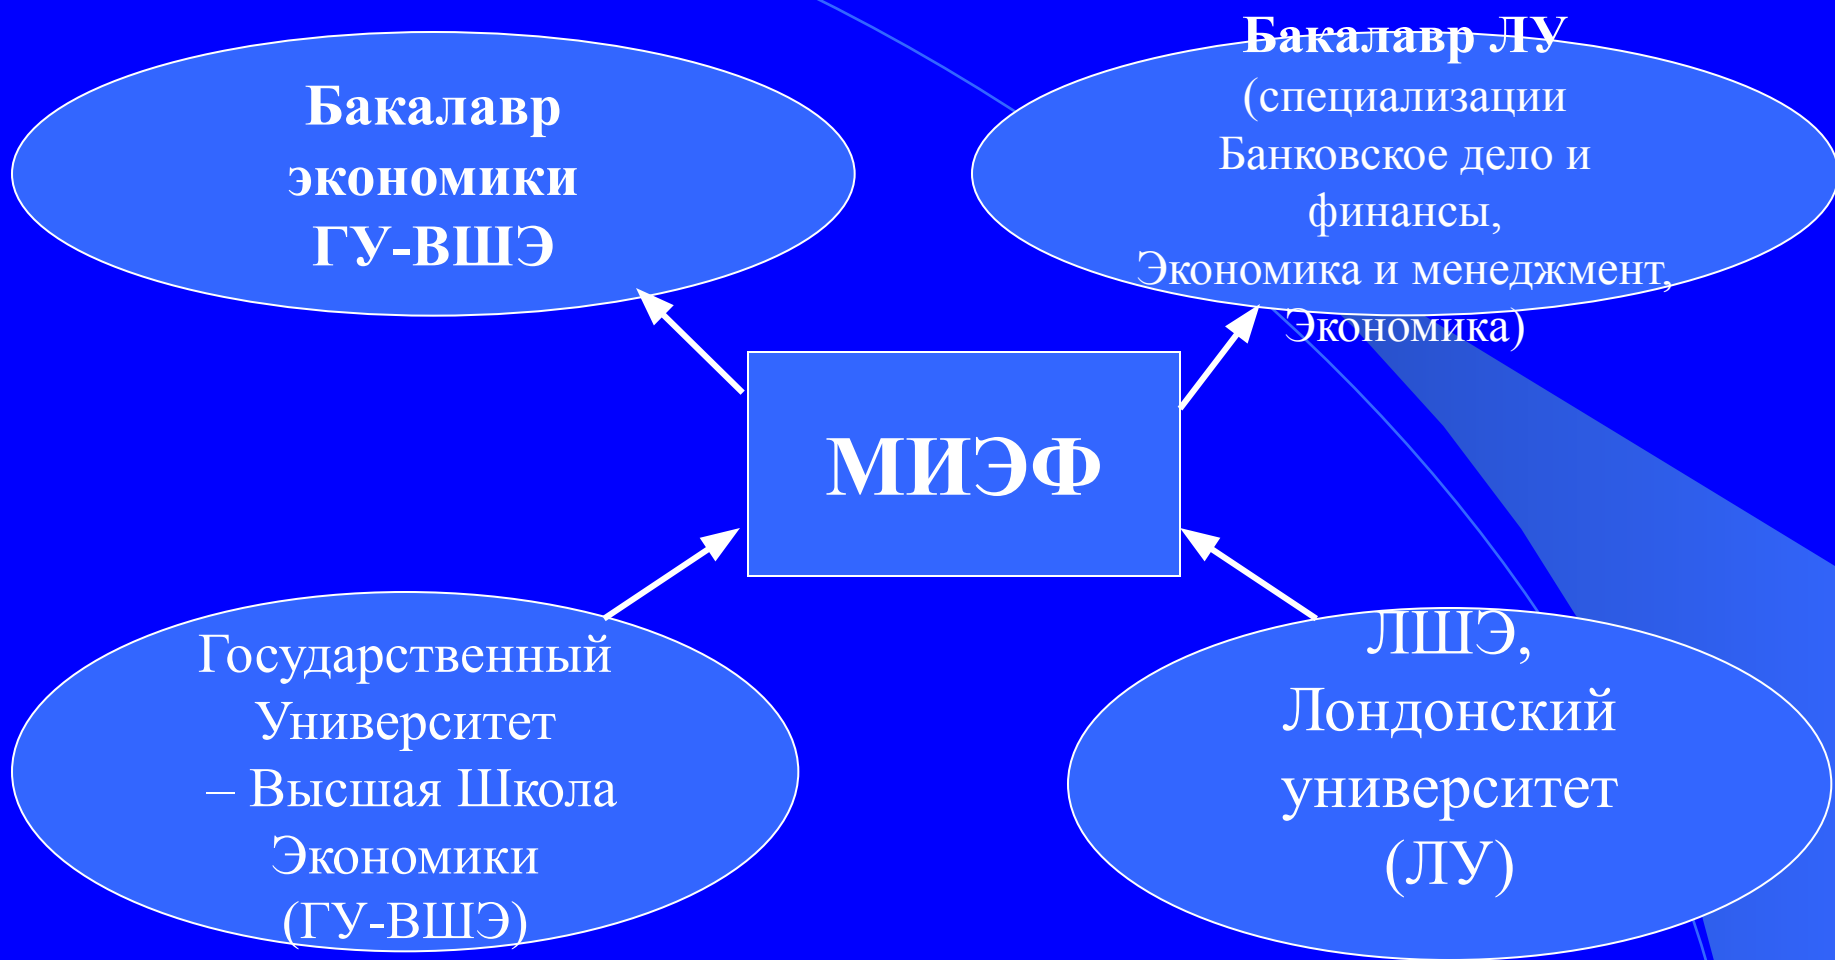 Бакалавр
экономики
ГУ-ВШЭ
Бакалавр ЛУ
(специализации
Банковское дело и
финансы,
Экономика и менеджмент,
Экономика)
МИЭФ
Государственный
Университет
– Высшая Школа
Экономики
(ГУ-ВШЭ)
ЛШЭ,
Лондонский
университет
(ЛУ)